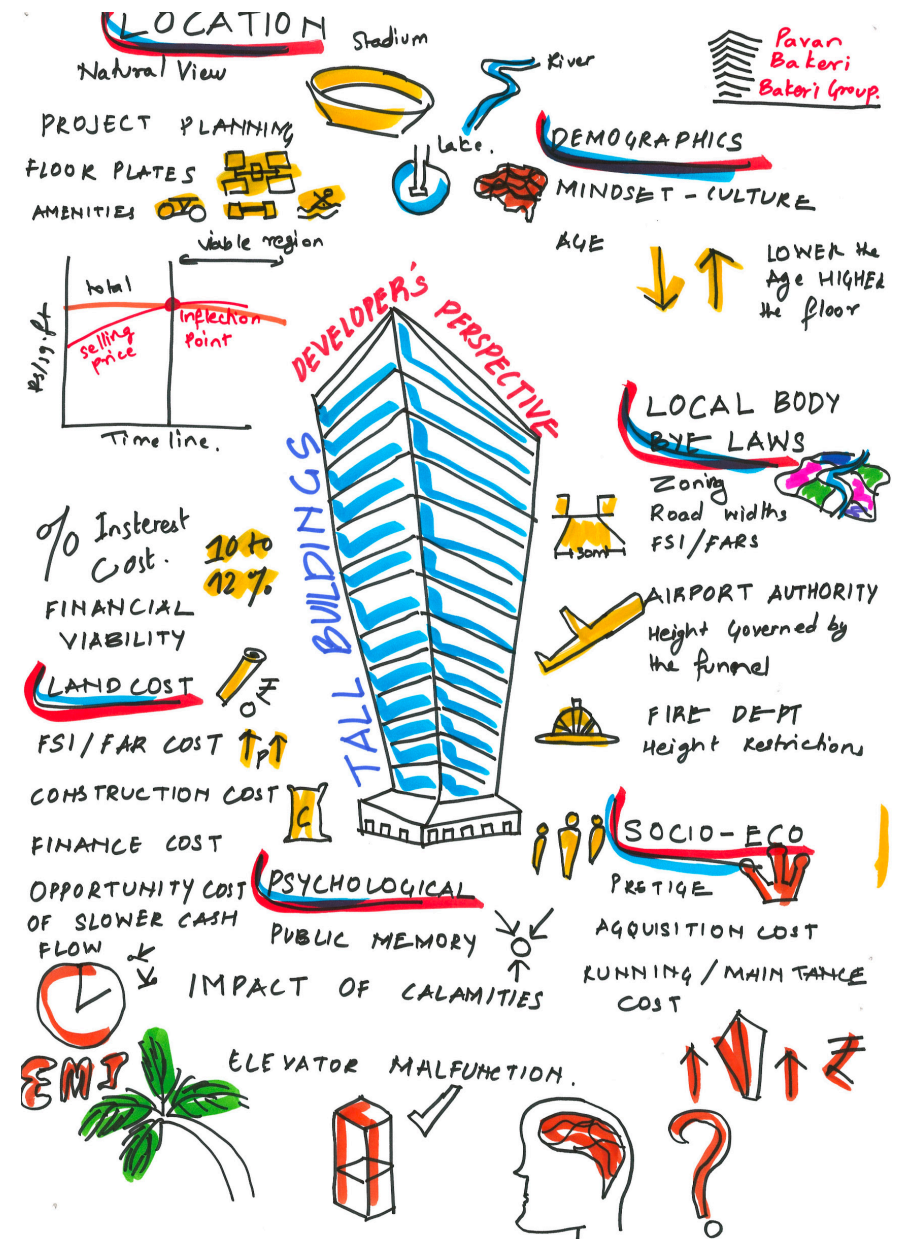 LOCATION
Natural View
Stadium
River
Lake.
Pavan
Bakeri
Bakeri Group.
PROJECT PLANNING
FLOOR PLATES
AMENITIES
DEMOGRAPHICS
MINDSET - CULTURE
AGE
LOWER the
Age HIGHER
the floor
viable region
total
selling
price
Inflection
Point
Rs/sq.ft
Time line.
DEVELOPER'S PERSPECTIVE
TALL BUILDINGS
LOCAL BODY
BYE LAWS
Zoning
Road widths
FSI/FARS
30mt
AIRPORT AUTHORITY
Height Governed by
the funnel
FIRE DEPT
Height Restrictions
% Insterest
Cost.
10 to
12 %
FINANCIAL
VIABILITY
LAND COST
₹
FSI/FAR COST
P
CONSTRUCTION COST
C
FINANCE COST
OPPORTUNITY COST
OF SLOWER CASH
FLOW
EMI
PSYCHOLOGICAL
PUBLIC MEMORY
IMPACT OF CALAMITIES
ELEVATOR MALFUNCTION.
SOCIO-ECO
PRSTIGE
AQQUISITION COST
RUNNING/MAINTANCE
COST
₹
?